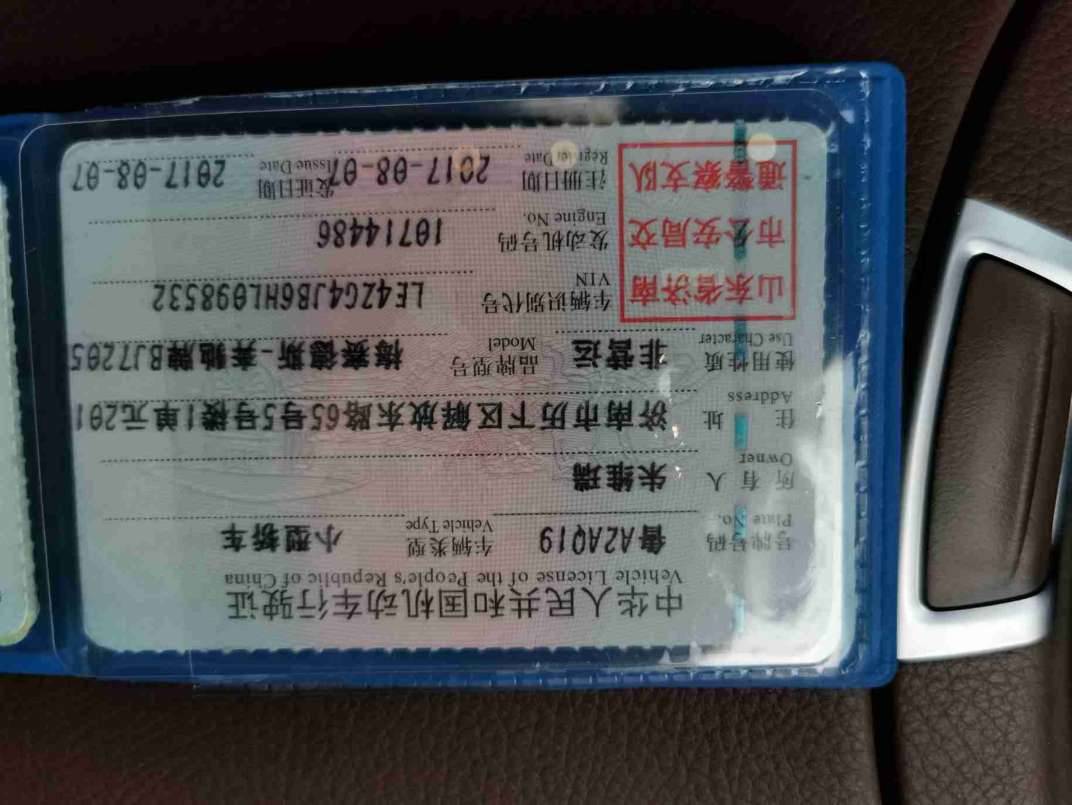 中华人民共和国机动车行驶证
Vehicle License of the People's Republic of China
号牌号码 Plate No. 鲁A2AQ19 车辆类型 Vehicle Type 小型轿车
所有人 Owner 朱维瑞
住址 Address 济南市历下区解放东路65号5号楼1单元201
使用性质 Use Character 非营运 品牌型号 Model 梅赛德斯-奔驰牌BJ7205
山东省济南市公安局交通警察支队
车辆识别代号 VIN LE4ZG4JB6HL098532
发动机号码 Engine No. 10714486
注册日期 Register Date 2017-08-07 发证日期 Issue Date 2017-08-07